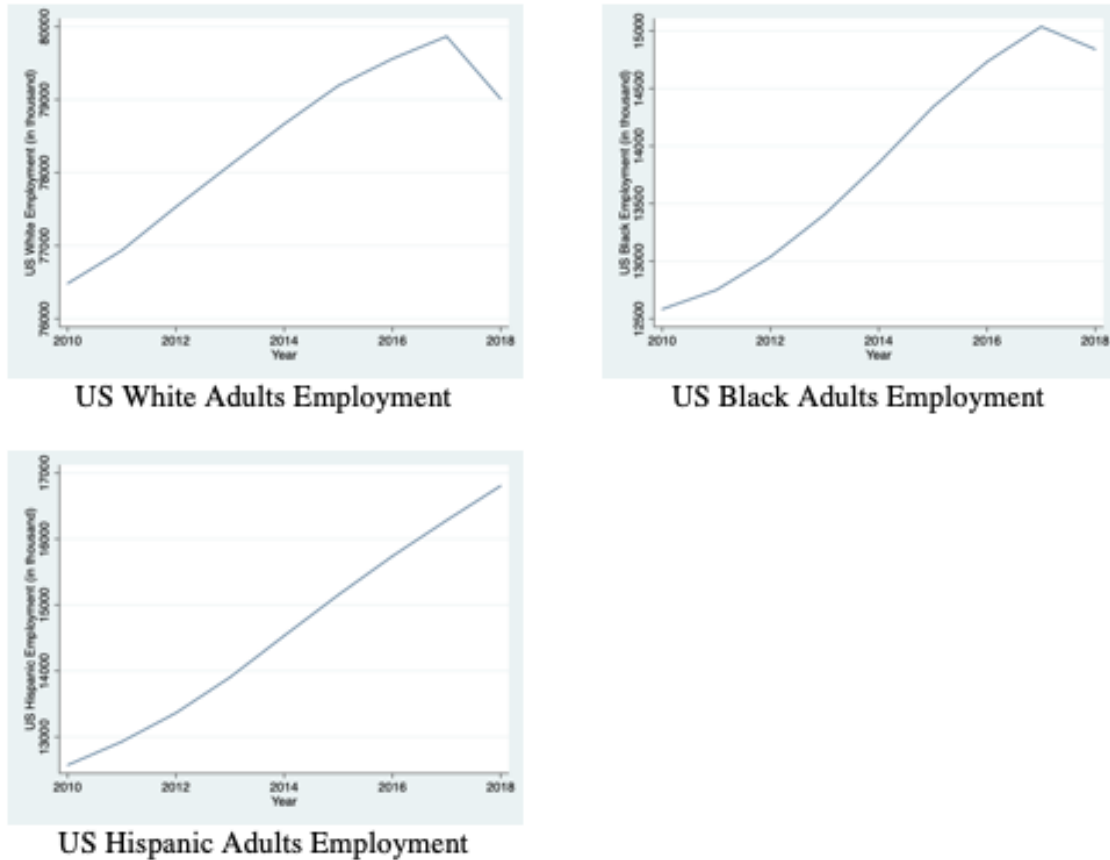 US White Employment (in thousand)
80000
79000
78000
77000
76000
2010 2012 2014 2016 2018
Year
US White Adults Employment
US Black Employment (in thousand)
15000
14500
14000
13500
13000
12500
2010 2012 2014 2016 2018
Year
US Black Adults Employment
US Hispanic Employment (in thousand)
17000
16000
15000
14000
13000
2010 2012 2014 2016 2018
Year
US Hispanic Adults Employment